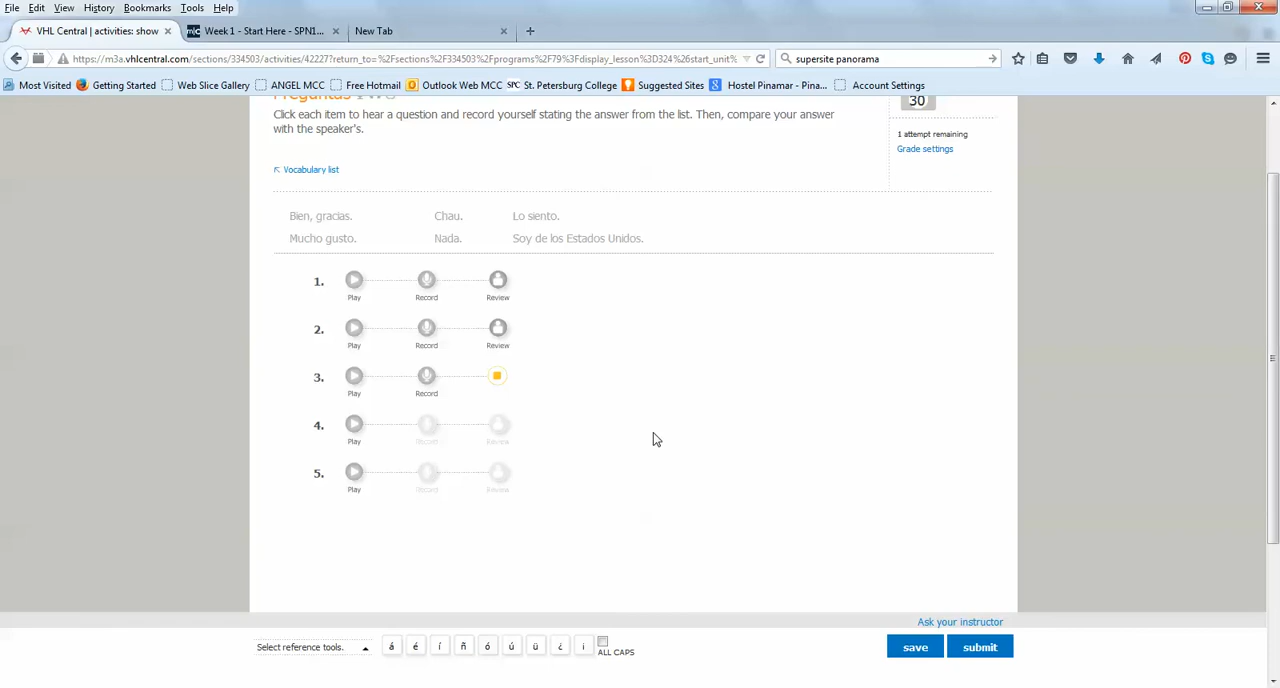 File Edit View History Bookmarks Tools Help
VHL Central | activities: show × Week 1 - Start Here - SPN1... × New Tab × +
https://m3a.vhlcentral.com/sections/334503/activities/42227?return_to=%2Fsections%2F334503%2Fprograms%2F79%3Fdisplay_lesson%3D324%26start_unit% supersite panorama
Most Visited Getting Started Web Slice Gallery ANGEL MCC Free Hotmail Outlook Web MCC SPC St. Petersburg College Suggested Sites Hostel Pinamar - Pina... Account Settings
Preguntas
30
Click each item to hear a question and record yourself stating the answer from the list. Then, compare your answer
with the speaker's.
1 attempt remaining
Grade settings
Vocabulary list
Bien, gracias. Chau. Lo siento.
Mucho gusto. Nada. Soy de los Estados Unidos.
1.
Play Record Review
2.
Play Record Review
3.
Play Record
4.
Play Record Review
5.
Play Record Review
Ask your instructor
Select reference tools. á é í ñ ó ú ü ¿ ¡ ALL CAPS save submit